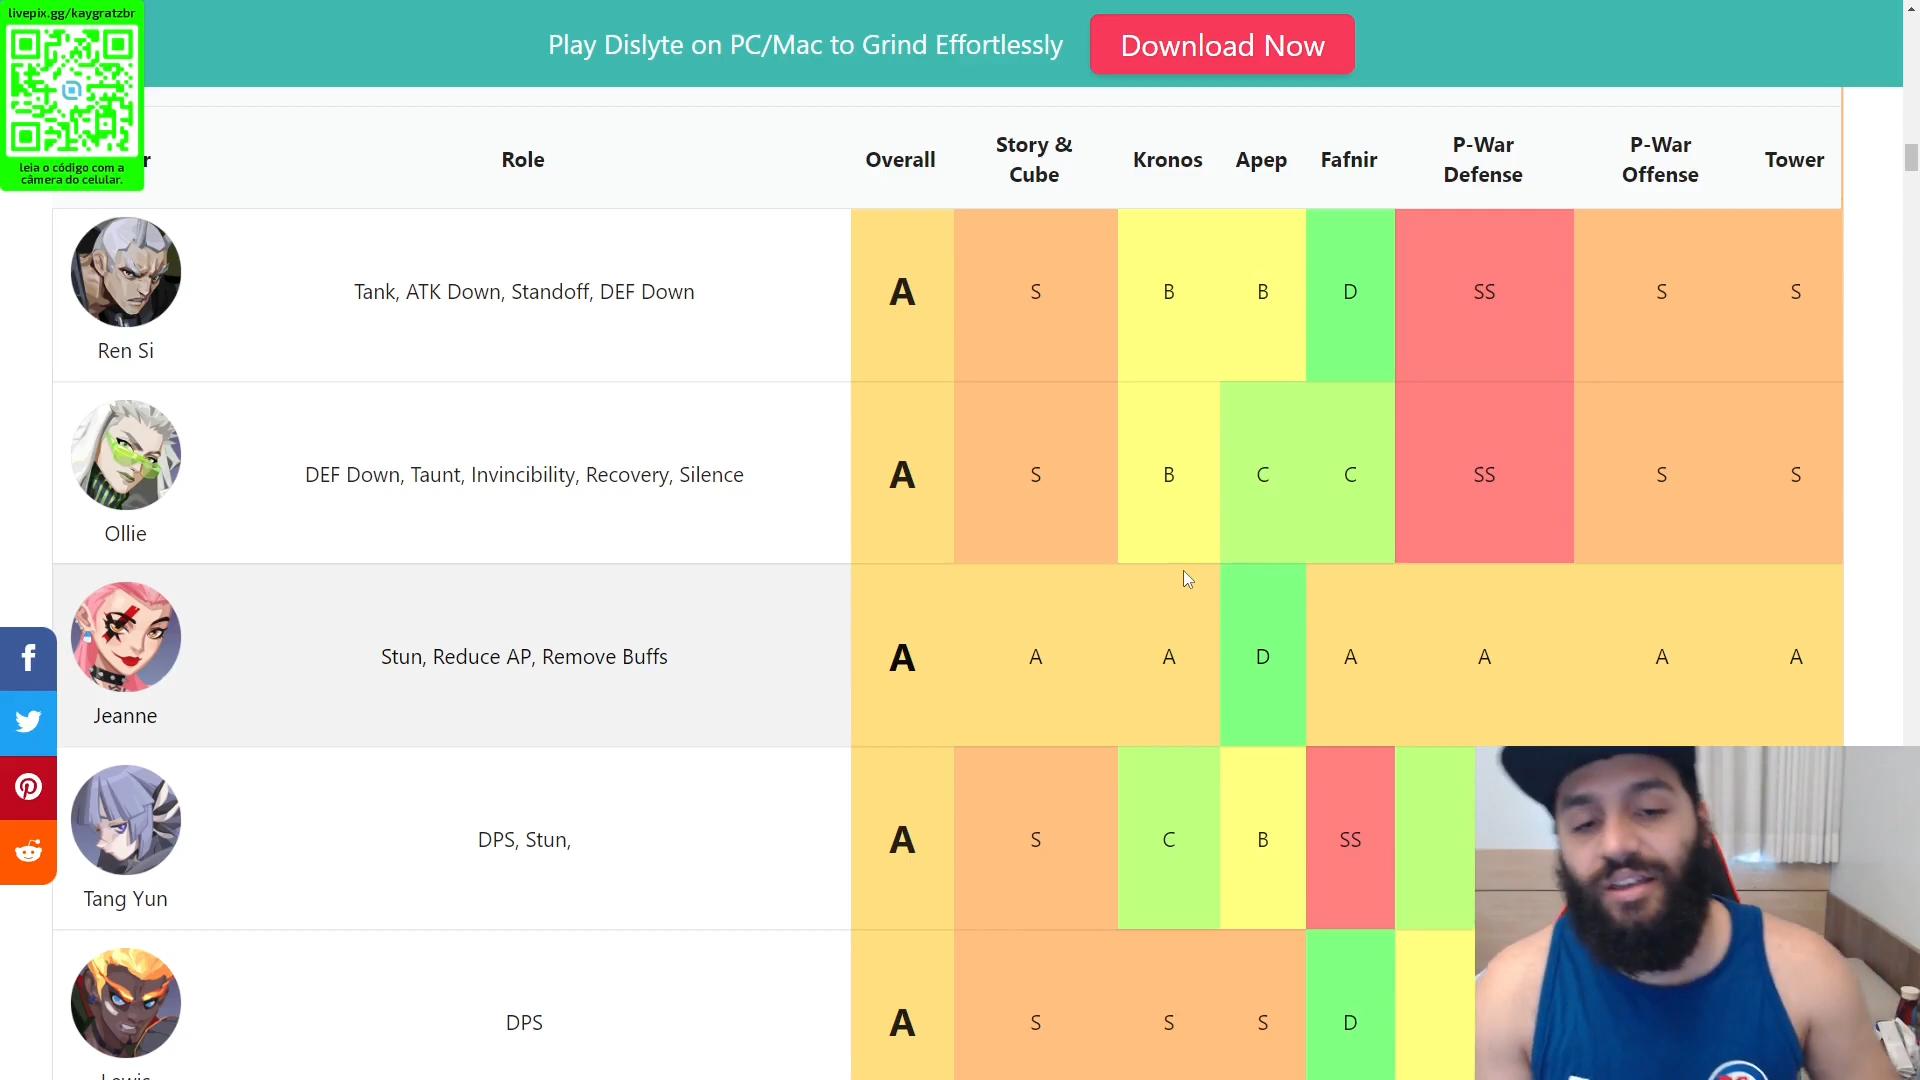 livepix.gg/kaygratzbr
leia o código com a
câmera do celular.
Play Dislyte on PC/Mac to Grind Effortlessly
Download Now
r
Role
Overall
Story &
Cube
Kronos
Apep
Fafnir
P-War
Defense
P-War
Offense
Tower
Ren Si
Tank, ATK Down, Standoff, DEF Down
A
S
B
B
D
SS
S
S
Ollie
DEF Down, Taunt, Invincibility, Recovery, Silence
A
S
B
C
C
SS
S
S
Jeanne
Stun, Reduce AP, Remove Buffs
A
A
A
D
A
A
A
A
Tang Yun
DPS, Stun,
A
S
C
B
SS
Lewis
DPS
A
S
S
S
D